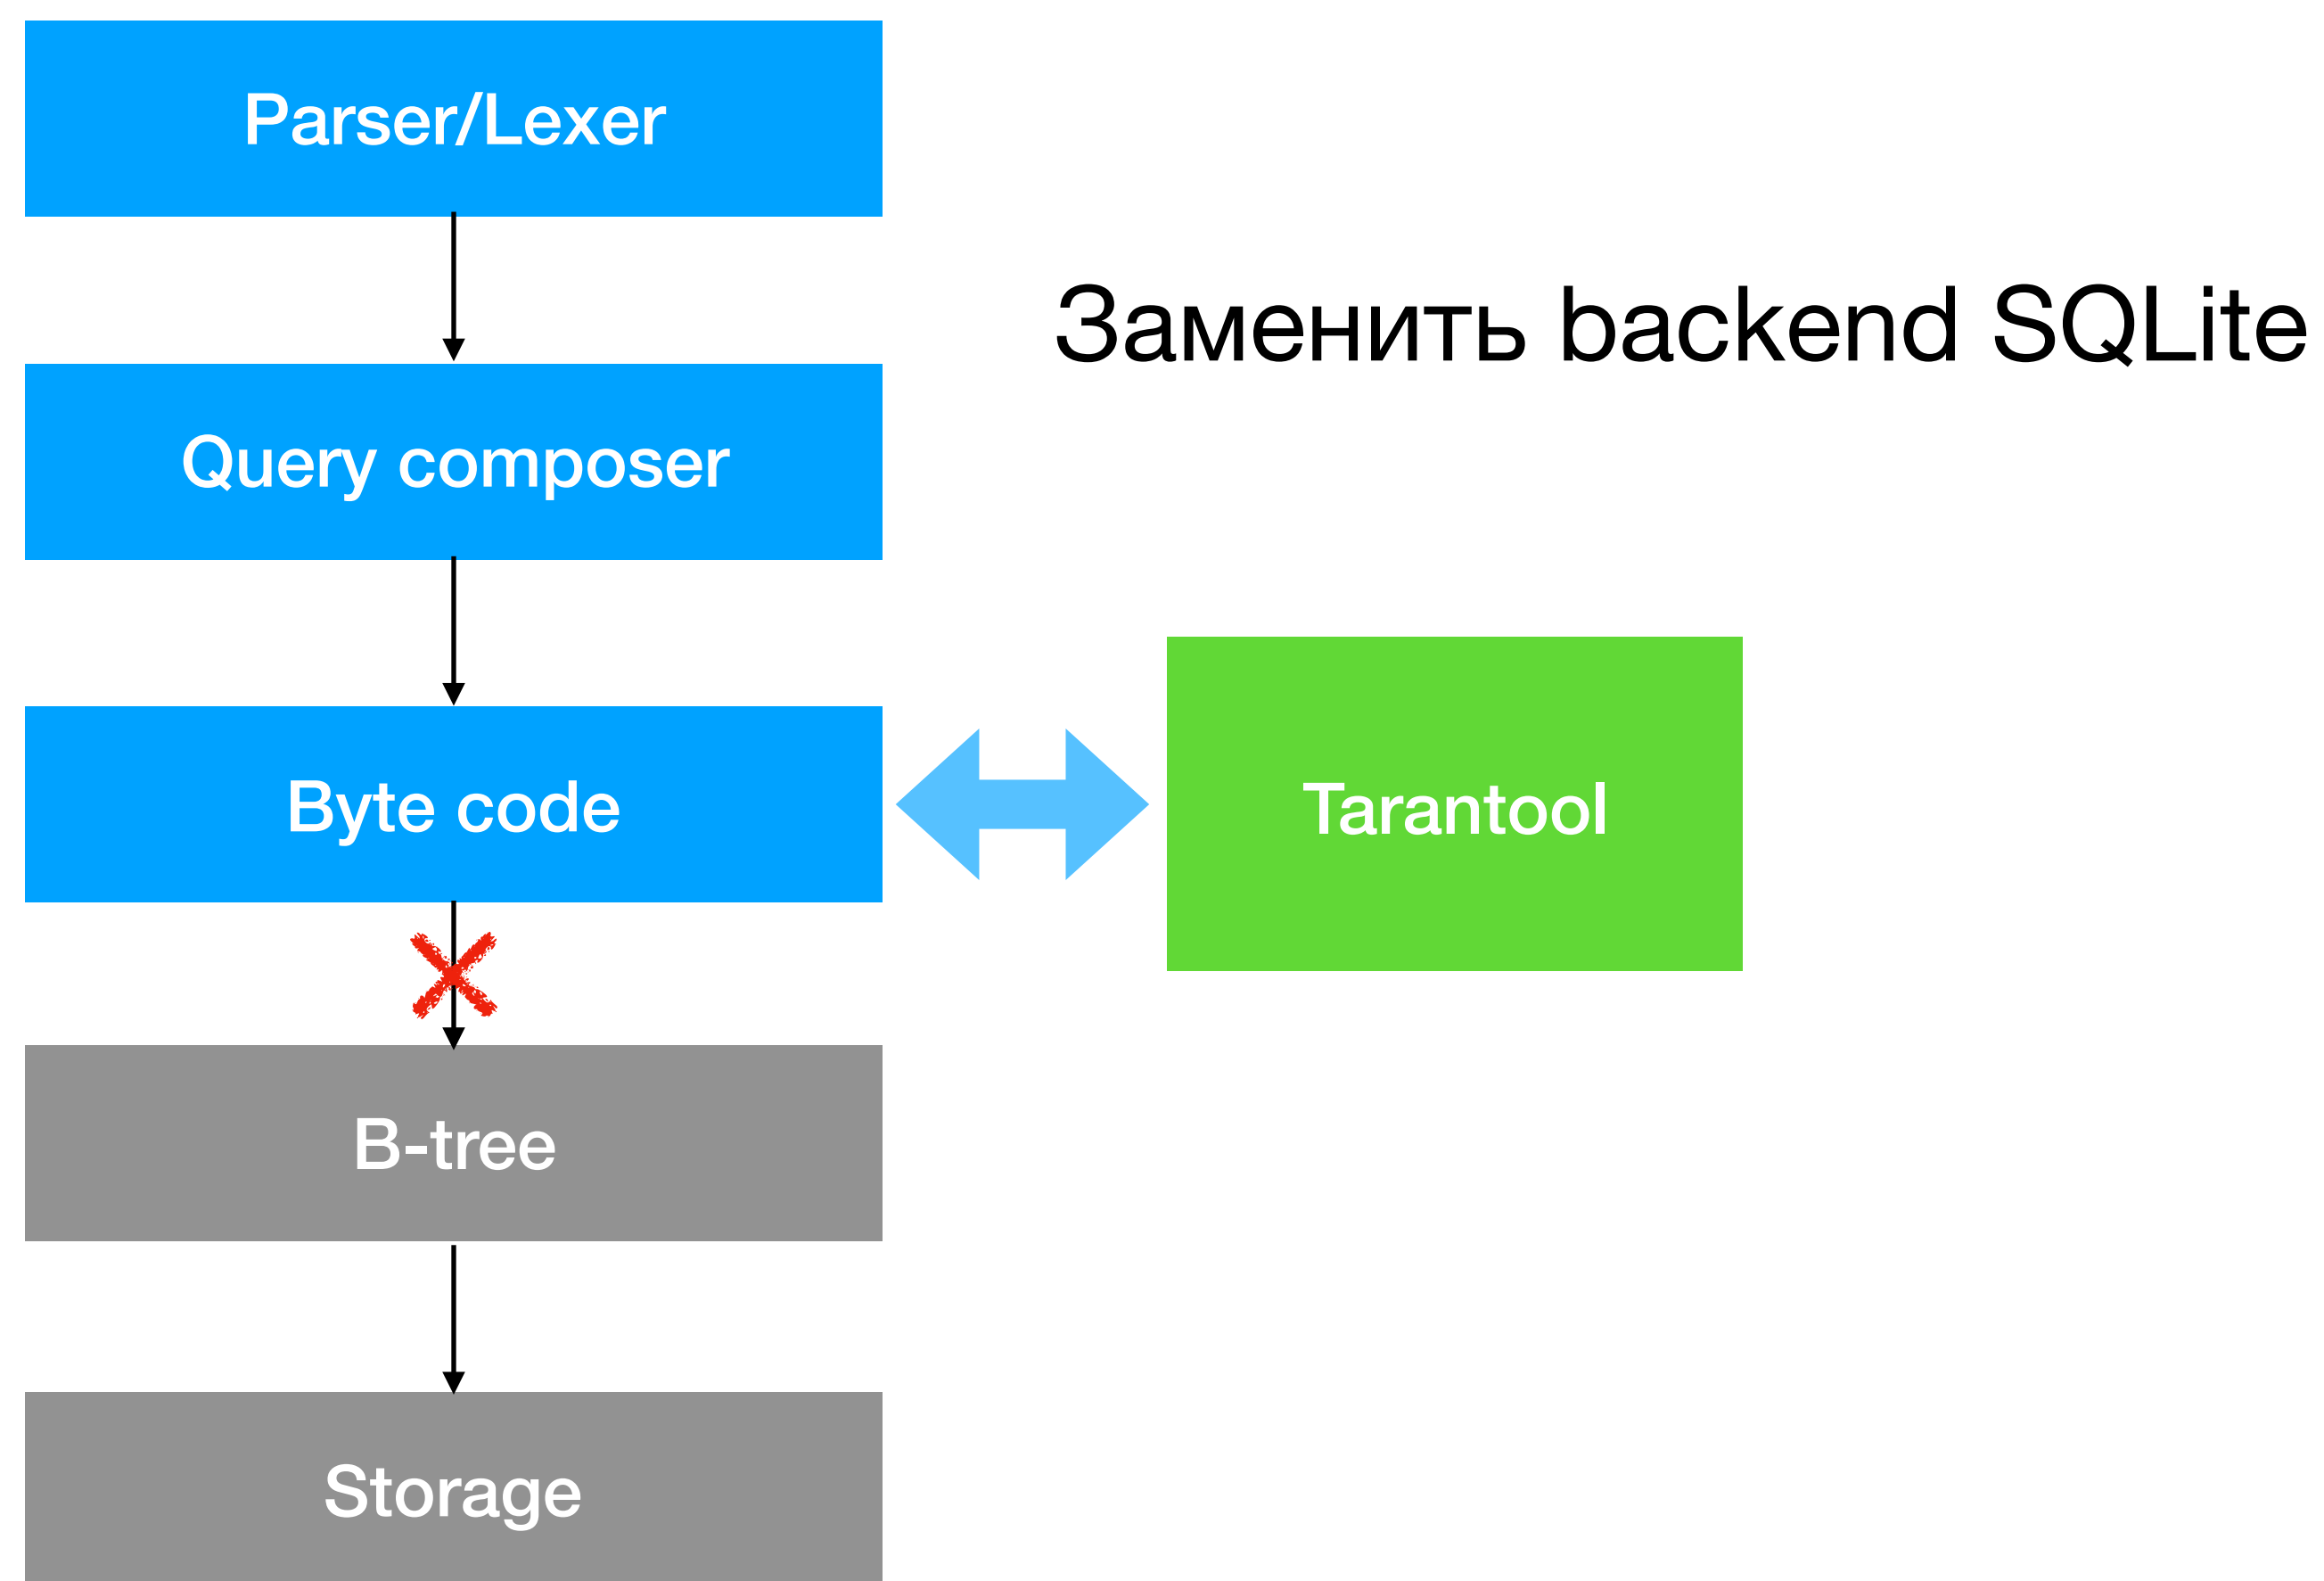 Parser/Lexer
Заменить backend SQLite
Query composer
Byte code
Tarantool
B-tree
Storage